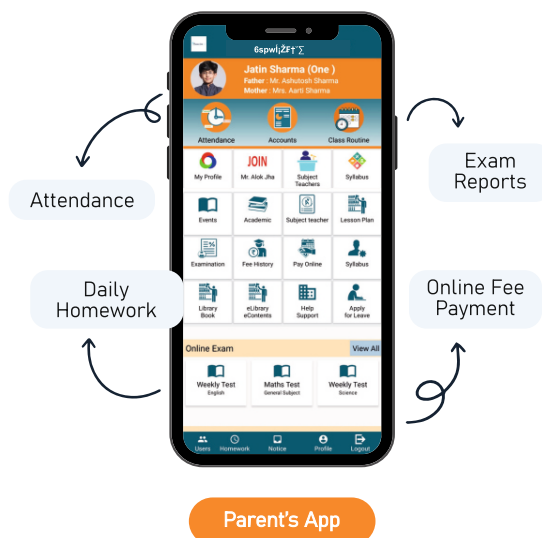 6spwÌ¡ŽF†¨∑
Jatin Sharma (One )
Father : Mr. Ashutosh Sharma
Mother : Mrs. Aarti Sharma
Attendance
Accounts
Class Routine
My Profile
JOIN
Mr. Alok Jha
Subject
Teachers
Syllabus
Events
Academic
Subject teacher
Lesson Plan
Examination
Fee History
Pay Online
Syllabus
Library
Book
eLibrary
eContents
Help
Support
Apply
for Leave
Online Exam
View All
Weekly Test
English
Maths Test
General Subject
Weekly Test
Science
Users
Homework
Notice
Profile
Logout
Attendance
Daily
Homework
Exam
Reports
Online Fee
Payment
Parent's App